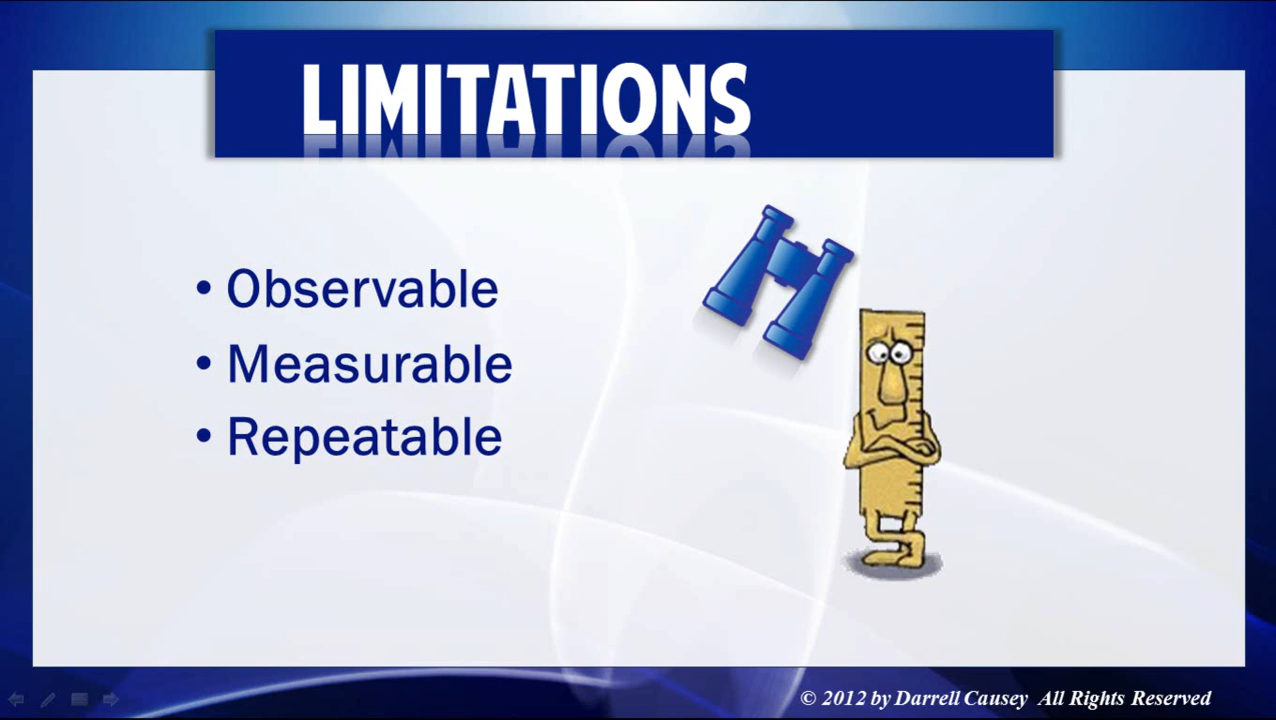 LIMITATIONS
• Observable
• Measurable
• Repeatable
© 2012 by Darrell Causey All Rights Reserved